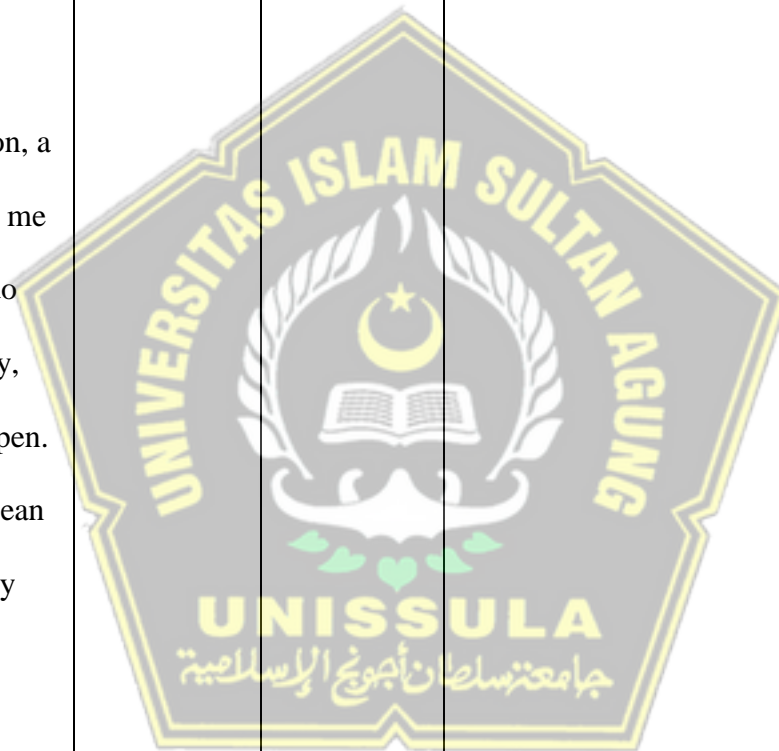 on, a
me
y,
pen.
ean
y
UNIVERSITAS ISLAM SULTAN AGUNG
UNISSULA
جامعة سلطان أجونج الإسلامية